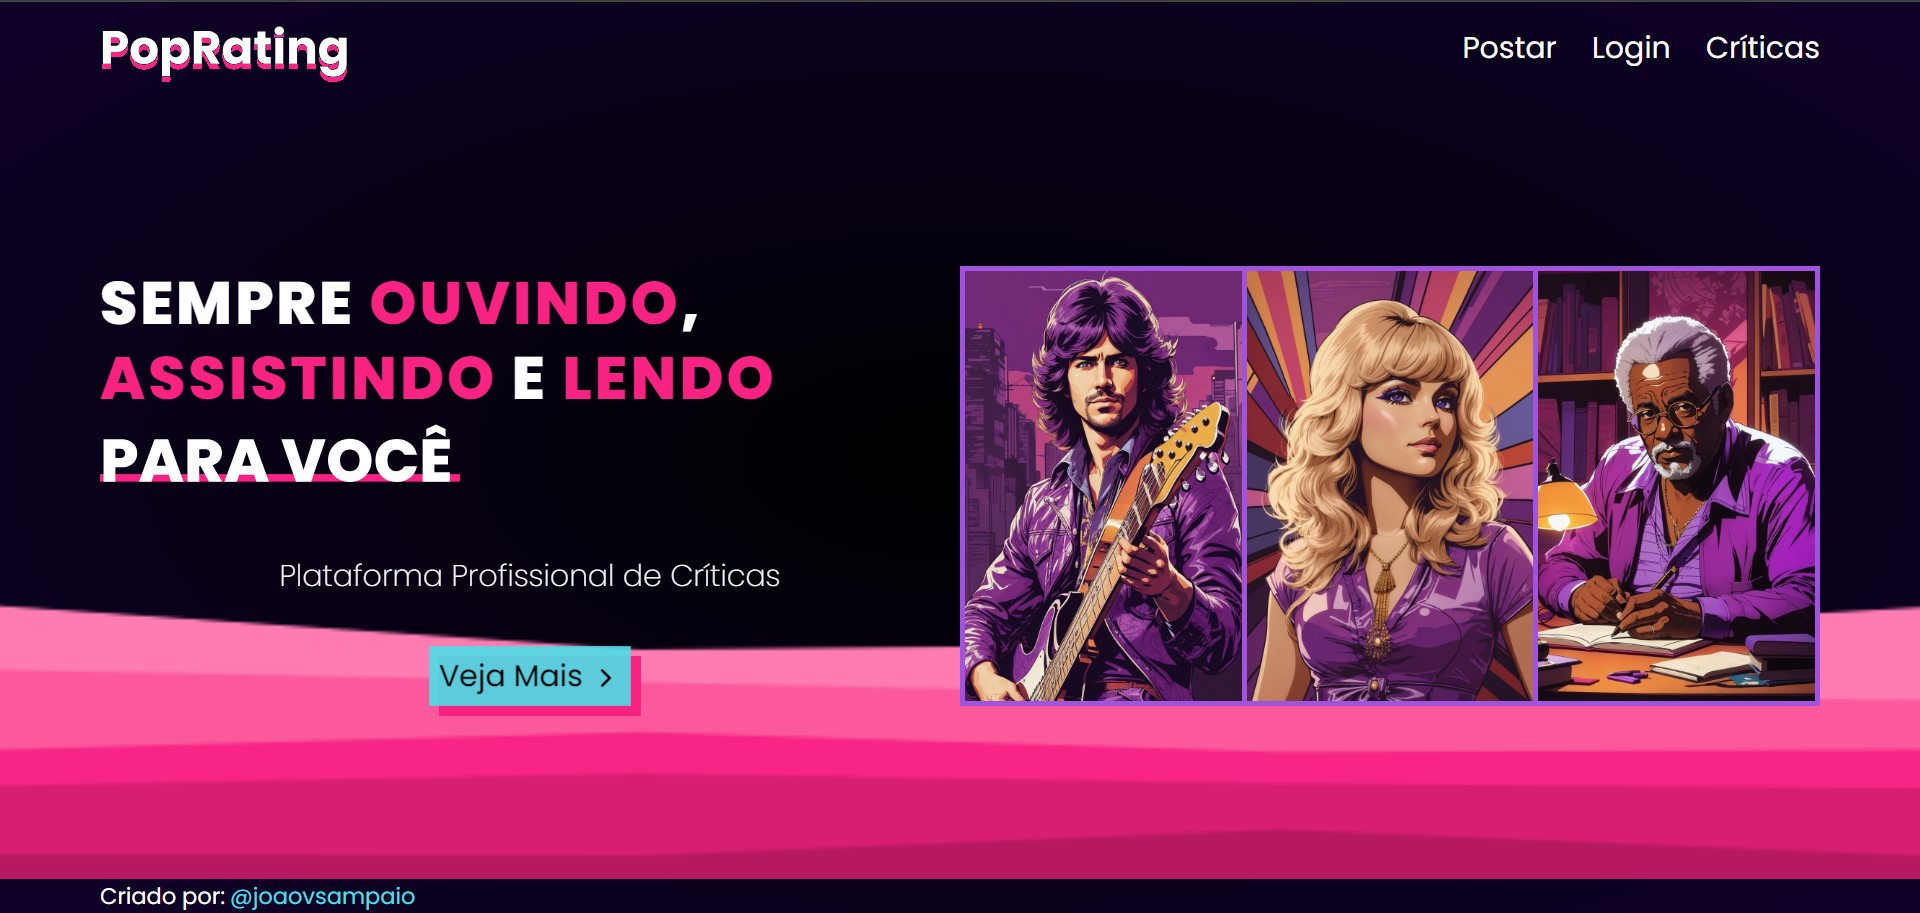 PopRating
Postar Login Críticas
SEMPRE OUVINDO,
ASSISTINDO E LENDO
PARA VOCÊ
Plataforma Profissional de Críticas
Veja Mais >
Criado por: @joaovsampaio